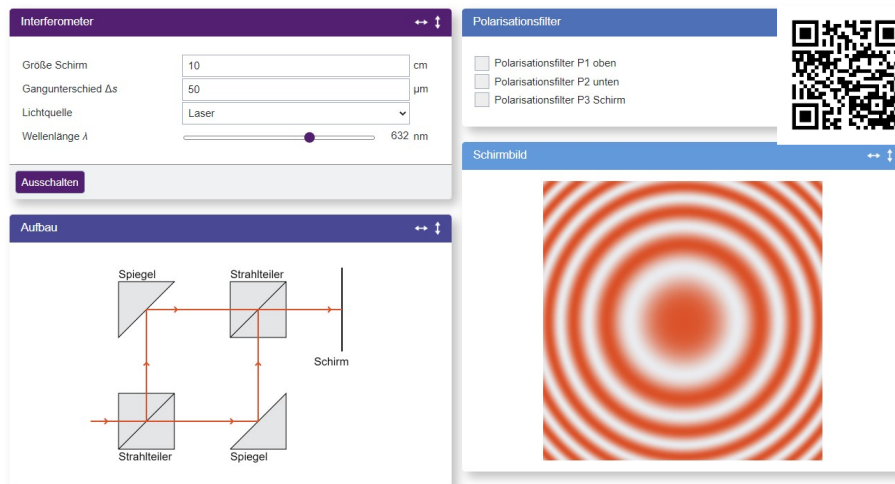 Interferometer
Größe Schirm 10 cm
Gangunterschied Δs 50 μm
Lichtquelle Laser
Wellenlänge λ 632 nm
Ausschalten
Aufbau
Spiegel Strahlteiler
Schirm
Strahlteiler Spiegel
Polarisationsfilter
Polarisationsfilter P1 oben
Polarisationsfilter P2 unten
Polarisationsfilter P3 Schirm
Schirmbild